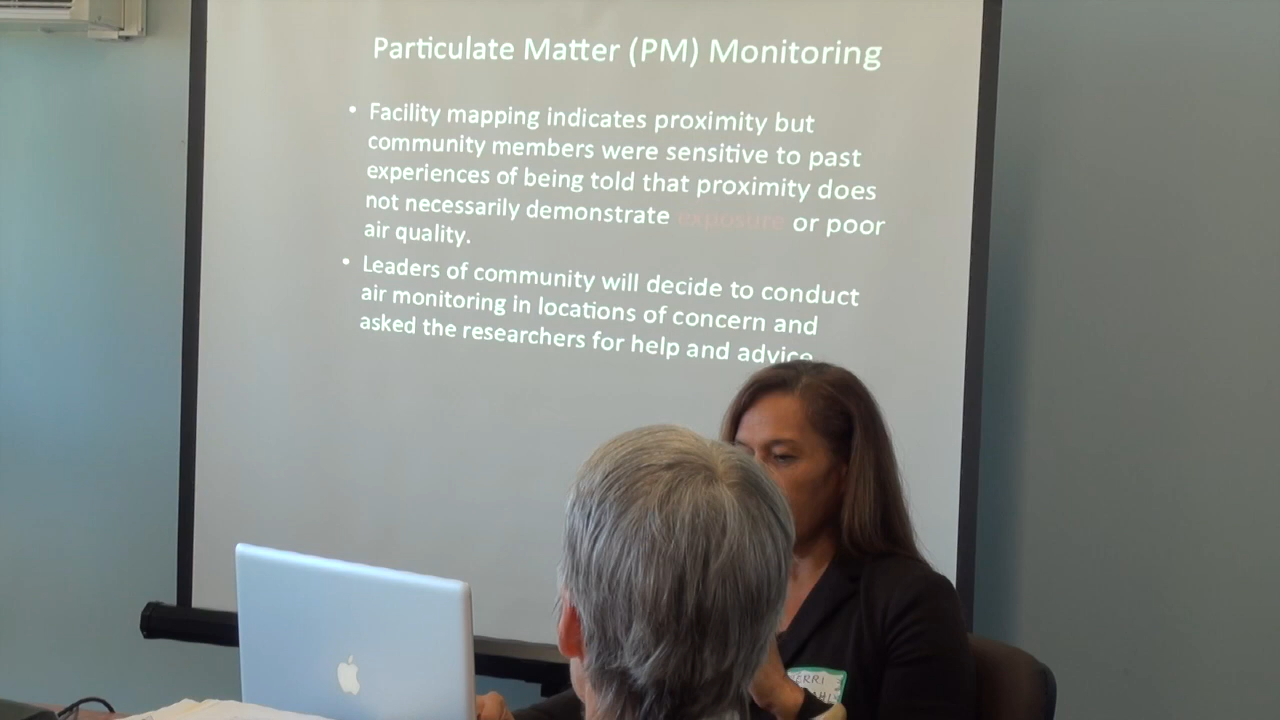 Particulate Matter (PM) Monitoring
• Facility mapping indicates proximity but
community members were sensitive to past
experiences of being told that proximity does
not necessarily demonstrate exposure or poor
air quality.
• Leaders of community will decide to conduct
air monitoring in locations of concern and
asked the researchers for help and advice